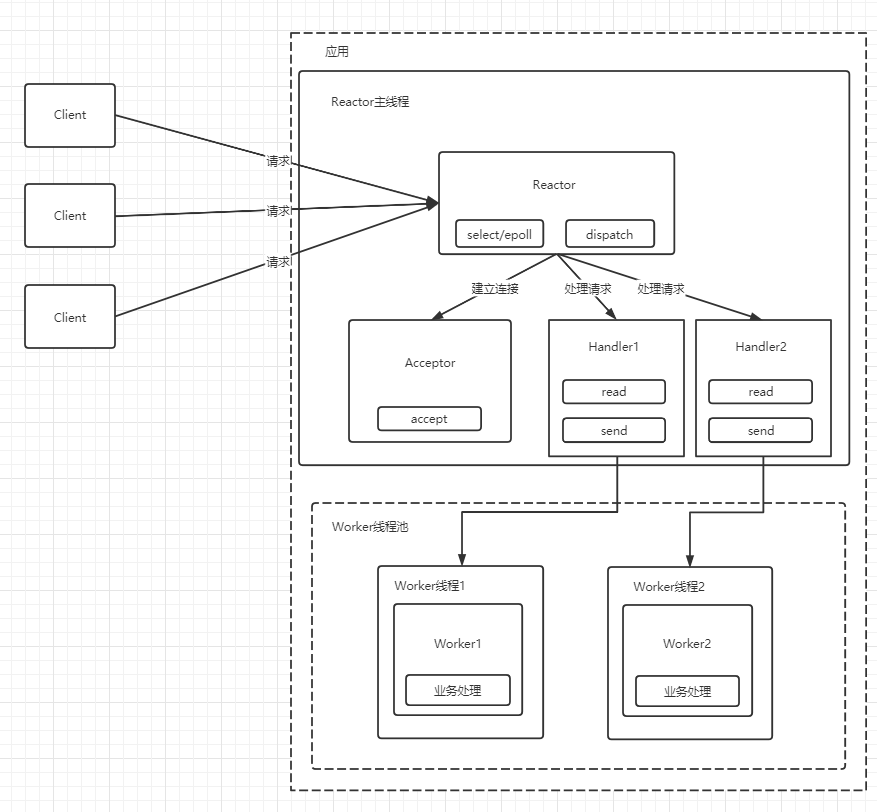 应用
Reactor主线程
Client
Client
Client
请求
请求
请求
Reactor
select/epoll
dispatch
建立连接
处理请求
处理请求
Acceptor
accept
Handler1
read
send
Handler2
read
send
Worker线程池
Worker线程1
Worker1
业务处理
Worker线程2
Worker2
业务处理